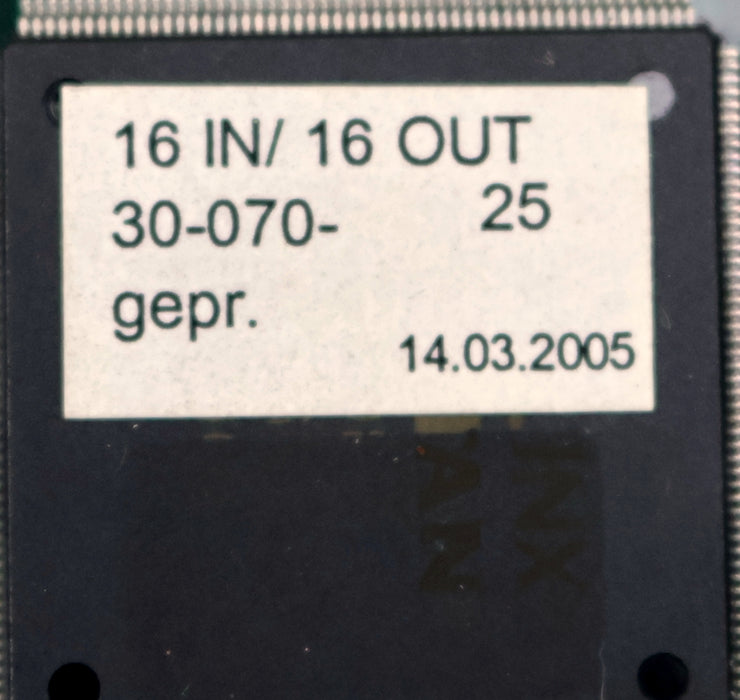 16 IN/ 16 OUT
30-070- 25
gepr.
14.03.2005